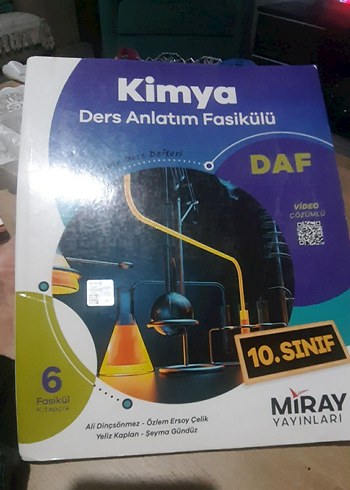 Kimya
Ders Anlatım Fasikülü
DAF
VİDEO
ÇÖZÜMLÜ
10.SINIF
6
Fasikül
Kitapçık
Ali Dinçsönmez - Özlem Ersoy Çelik
Yeliz Kaplan - Şeyma Gündüz
MİRAY
YAYINLARI